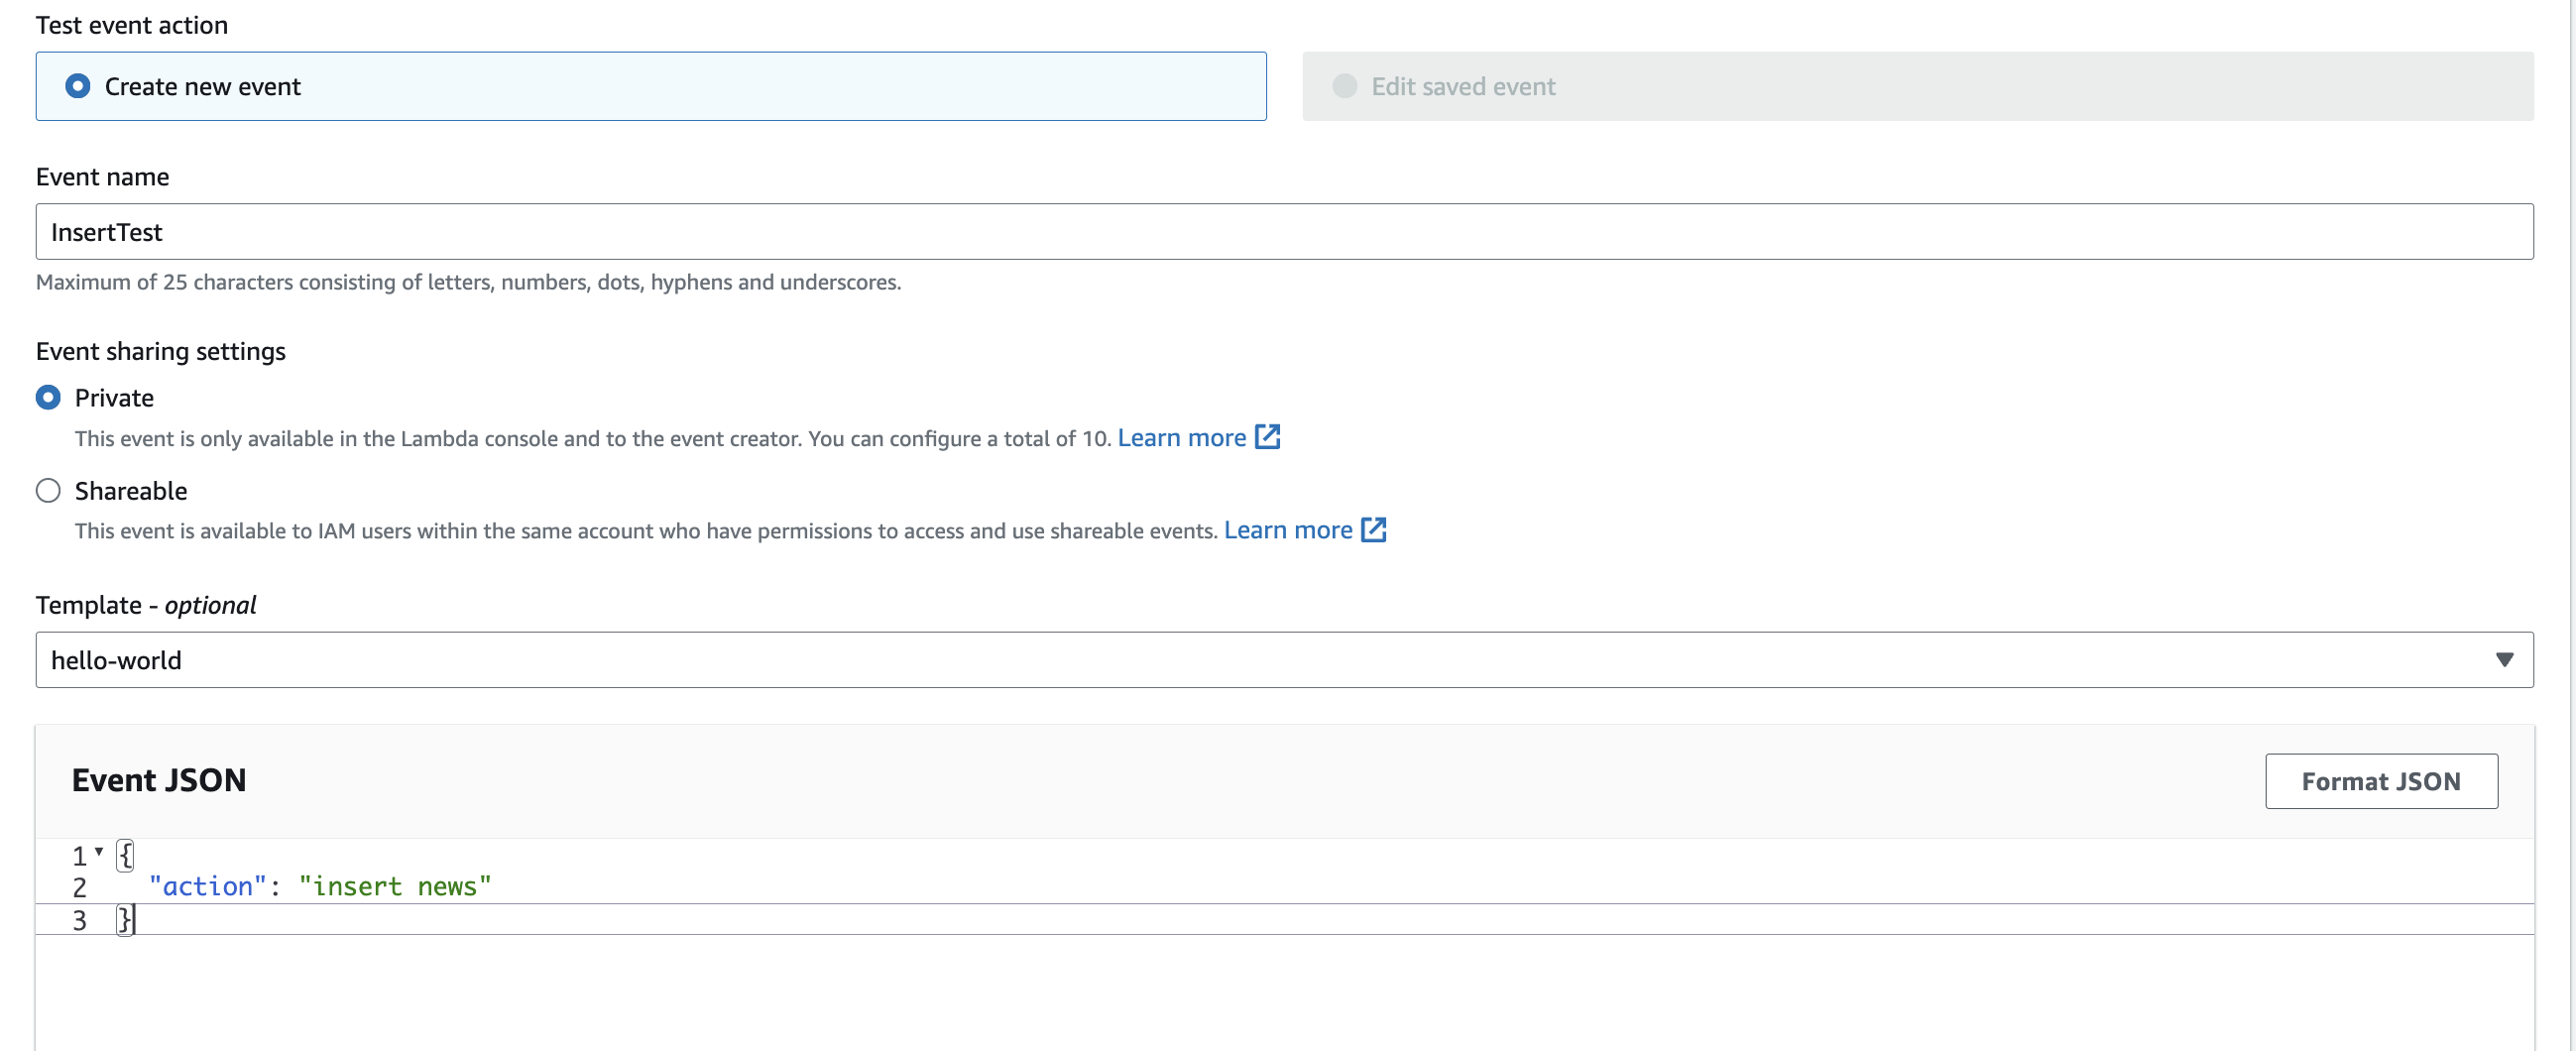 Test event action
Create new event
Edit saved event
Event name
InsertTest
Maximum of 25 characters consisting of letters, numbers, dots, hyphens and underscores.
Event sharing settings
Private
This event is only available in the Lambda console and to the event creator. You can configure a total of 10. Learn more
Shareable
This event is available to IAM users within the same account who have permissions to access and use shareable events. Learn more
Template - optional
hello-world
Event JSON
Format JSON
1 {
2 "action": "insert news"
3 }